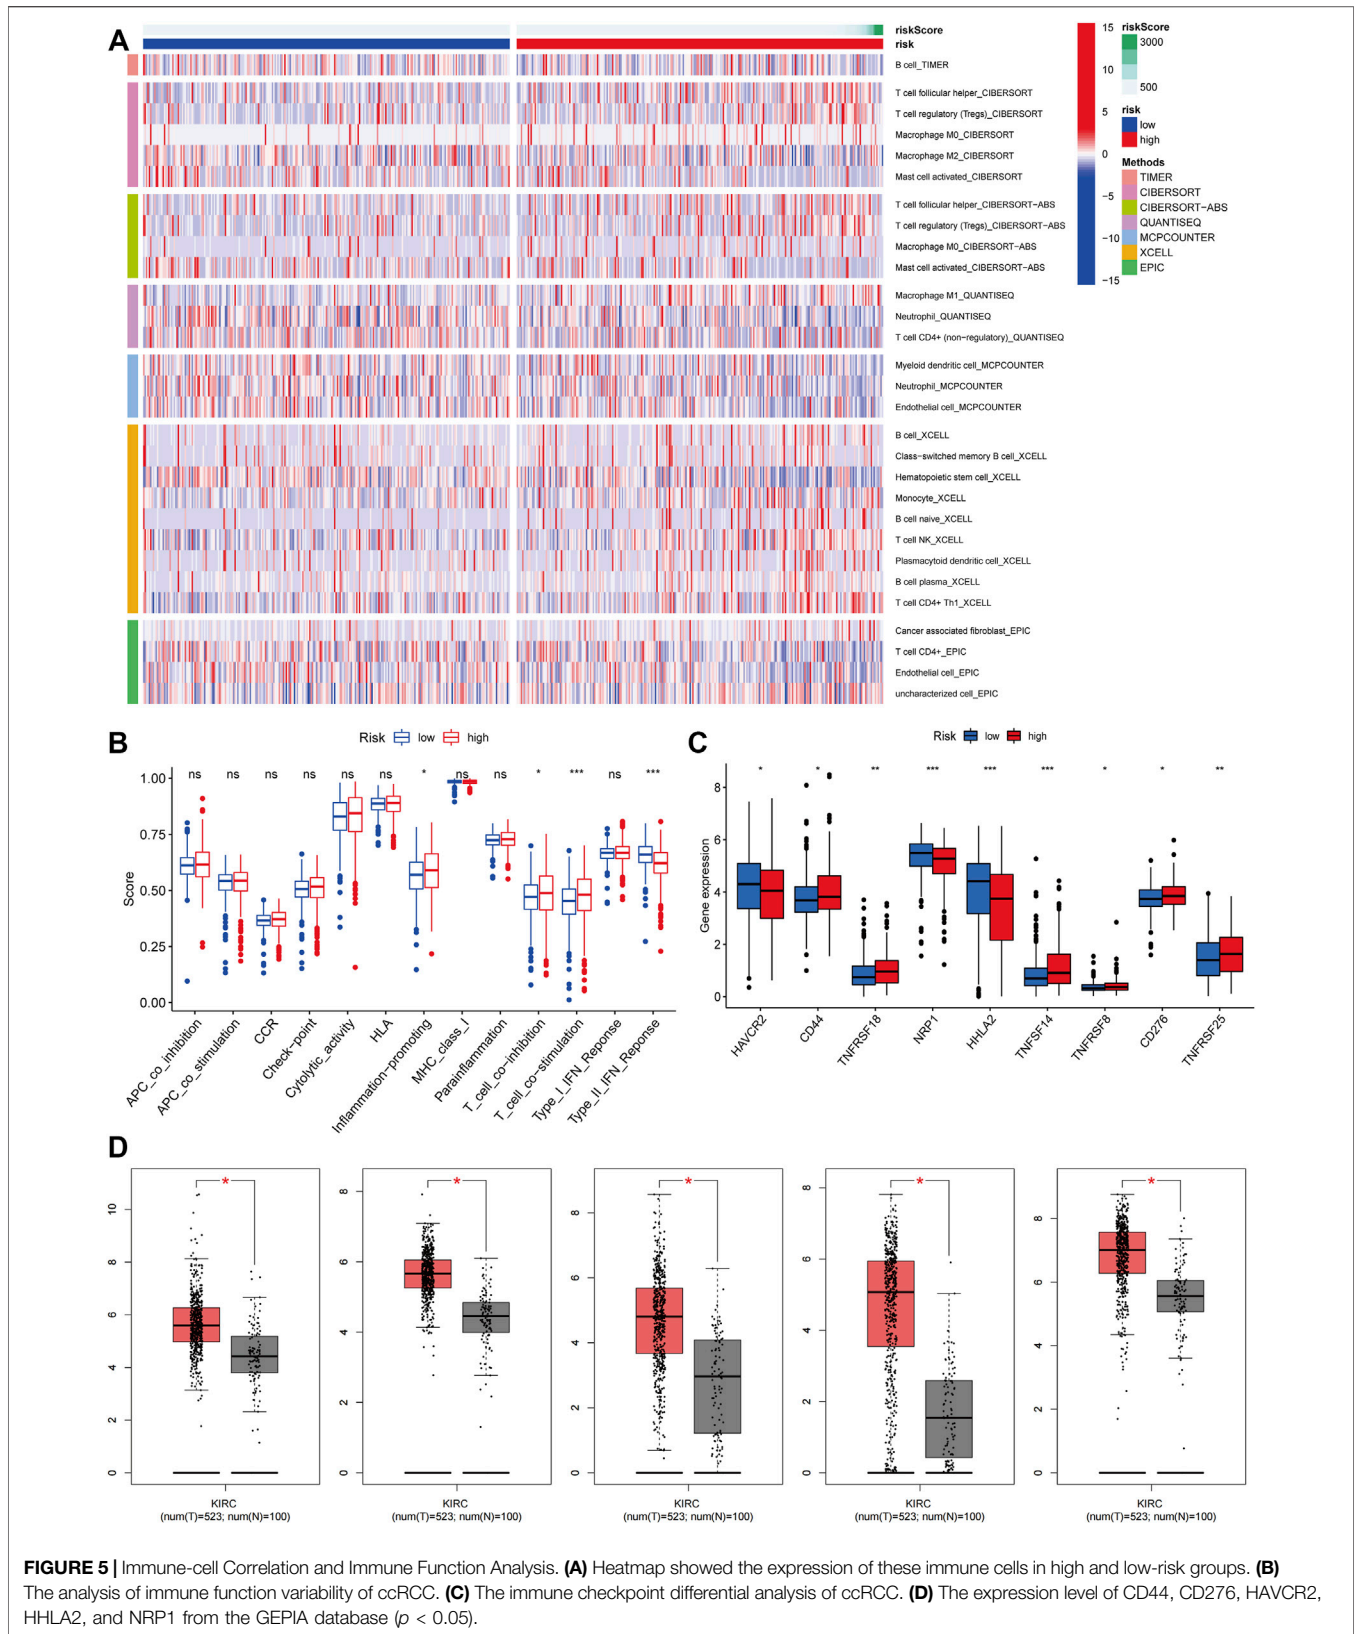 A
riskScore
risk
B cell_TIMER
T cell follicular helper_CIBERSORT
T cell regulatory (Tregs)_CIBERSORT
Macrophage M0_CIBERSORT
Macrophage M2_CIBERSORT
Mast cell activated_CIBERSORT
T cell follicular helper_CIBERSORT−ABS
T cell regulatory (Tregs)_CIBERSORT−ABS
Macrophage M0_CIBERSORT−ABS
Mast cell activated_CIBERSORT−ABS
Macrophage M1_QUANTISEQ
Neutrophil_QUANTISEQ
T cell CD4+ (non−regulatory)_QUANTISEQ
Myeloid dendritic cell_MCPCOUNTER
Neutrophil_MCPCOUNTER
Endothelial cell_MCPCOUNTER
B cell_XCELL
Class−switched memory B cell_XCELL
Hematopoietic stem cell_XCELL
Monocyte_XCELL
B cell naive_XCELL
T cell NK_XCELL
Plasmacytoid dendritic cell_XCELL
B cell plasma_XCELL
T cell CD4+ Th1_XCELL
Cancer associated fibroblast_EPIC
T cell CD4+_EPIC
Endothelial cell_EPIC
uncharacterized cell_EPIC
15
10
5
0
−5
−10
−15
riskScore
3000
500
risk
low
high
Methods
TIMER
CIBERSORT
CIBERSORT−ABS
QUANTISEQ
MCPCOUNTER
XCELL
EPIC
B
Risk low high
ns ns ns ns ns ns * ns ns * *** ns ***
Score
1.00
0.75
0.50
0.25
0.00
APC_co_inhibition
APC_co_stimulation
CCR
Check−point
Cytolytic_activity
HLA
Inflammation−promoting
MHC_class_I
Parainflammation
T_cell_co−inhibition
T_cell_co−stimulation
Type_I_IFN_Reponse
Type_II_IFN_Reponse
C
Risk low high
* * ** *** *** *** * * **
Gene expression
8
6
4
2
0
HAVCR2
CD44
TNFRSF18
NRP1
HHLA2
TNFSF14
TNFRSF8
CD276
TNFRSF25
D
*
10
8
6
4
2
0
KIRC
(num(T)=523; num(N)=100)
*
8
6
4
2
0
KIRC
(num(T)=523; num(N)=100)
*
8
6
4
2
0
KIRC
(num(T)=523; num(N)=100)
*
8
6
4
2
0
KIRC
(num(T)=523; num(N)=100)
*
8
6
4
2
0
KIRC
(num(T)=523; num(N)=100)
FIGURE 5 | Immune-cell Correlation and Immune Function Analysis. (A) Heatmap showed the expression of these immune cells in high and low-risk groups. (B)
The analysis of immune function variability of ccRCC. (C) The immune checkpoint differential analysis of ccRCC. (D) The expression level of CD44, CD276, HAVCR2,
HHLA2, and NRP1 from the GEPIA database (p < 0.05).